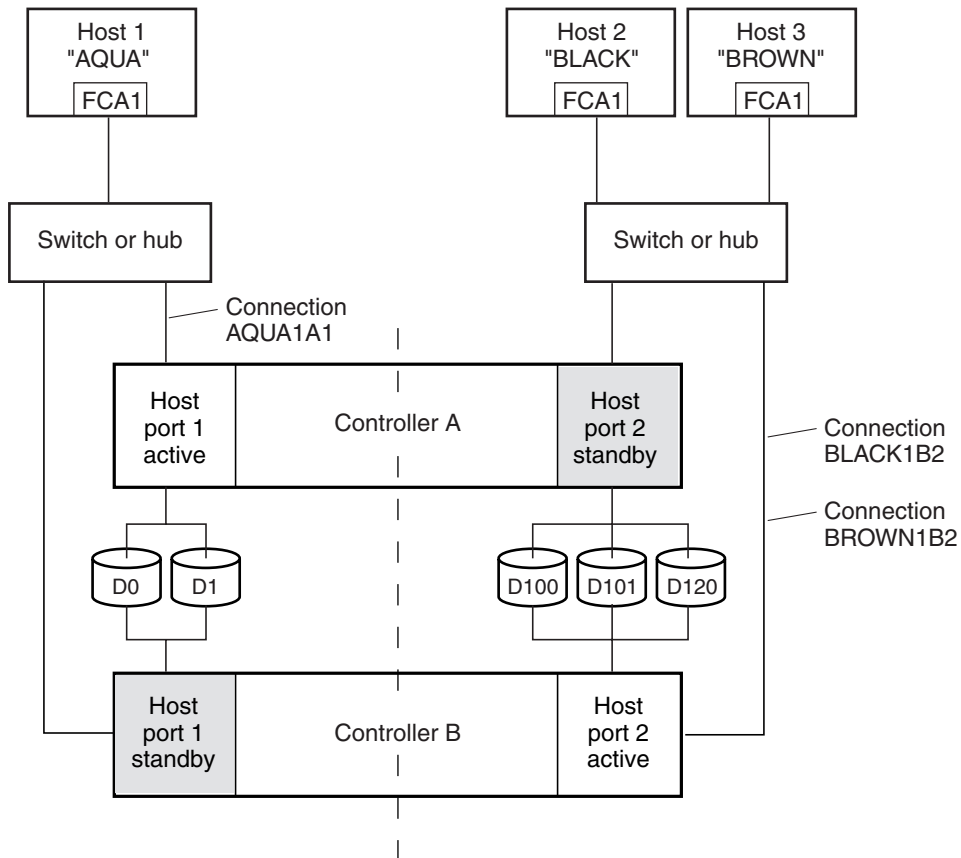 Host 1
"AQUA"
FCA1
Host 2
"BLACK"
FCA1
Host 3
"BROWN"
FCA1
Switch or hub
Switch or hub
Connection
AQUA1A1
Host
port 1
active
Controller A
Host
port 2
standby
Connection
BLACK1B2
Connection
BROWN1B2
D0
D1
D100
D101
D120
Host
port 1
standby
Controller B
Host
port 2
active